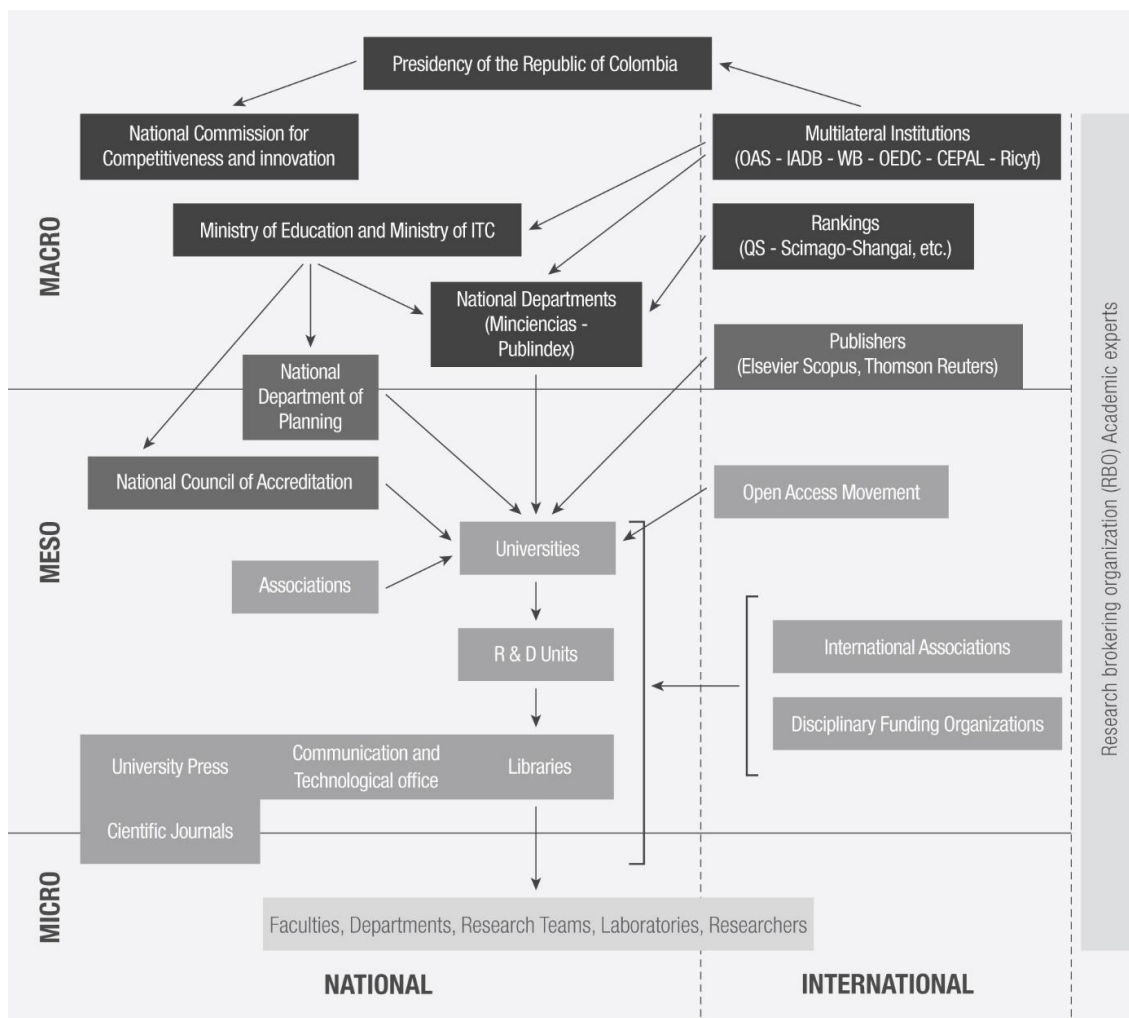 Presidency of the Republic of Colombia
National Commission for
Competitiveness and innovation
Multilateral Institutions
(OAS - IADB - WB - OEDC - CEPAL - Ricyt)
MACRO
Ministry of Education and Ministry of ITC
Rankings
(QS - Scimago-Shangai, etc.)
National Departments
(Minciencias -
Publindex)
Publishers
(Elsevier Scopus, Thomson Reuters)
National
Department of
Planning
National Council of Accreditation
Open Access Movement
MESO
Universities
Associations
R & D Units
International Associations
Disciplinary Funding Organizations
University Press
Communication and
Technological office
Libraries
Cientific Journals
MICRO
Faculties, Departments, Research Teams, Laboratories, Researchers
NATIONAL
INTERNATIONAL
Research brokering organization (RBO) Academic experts